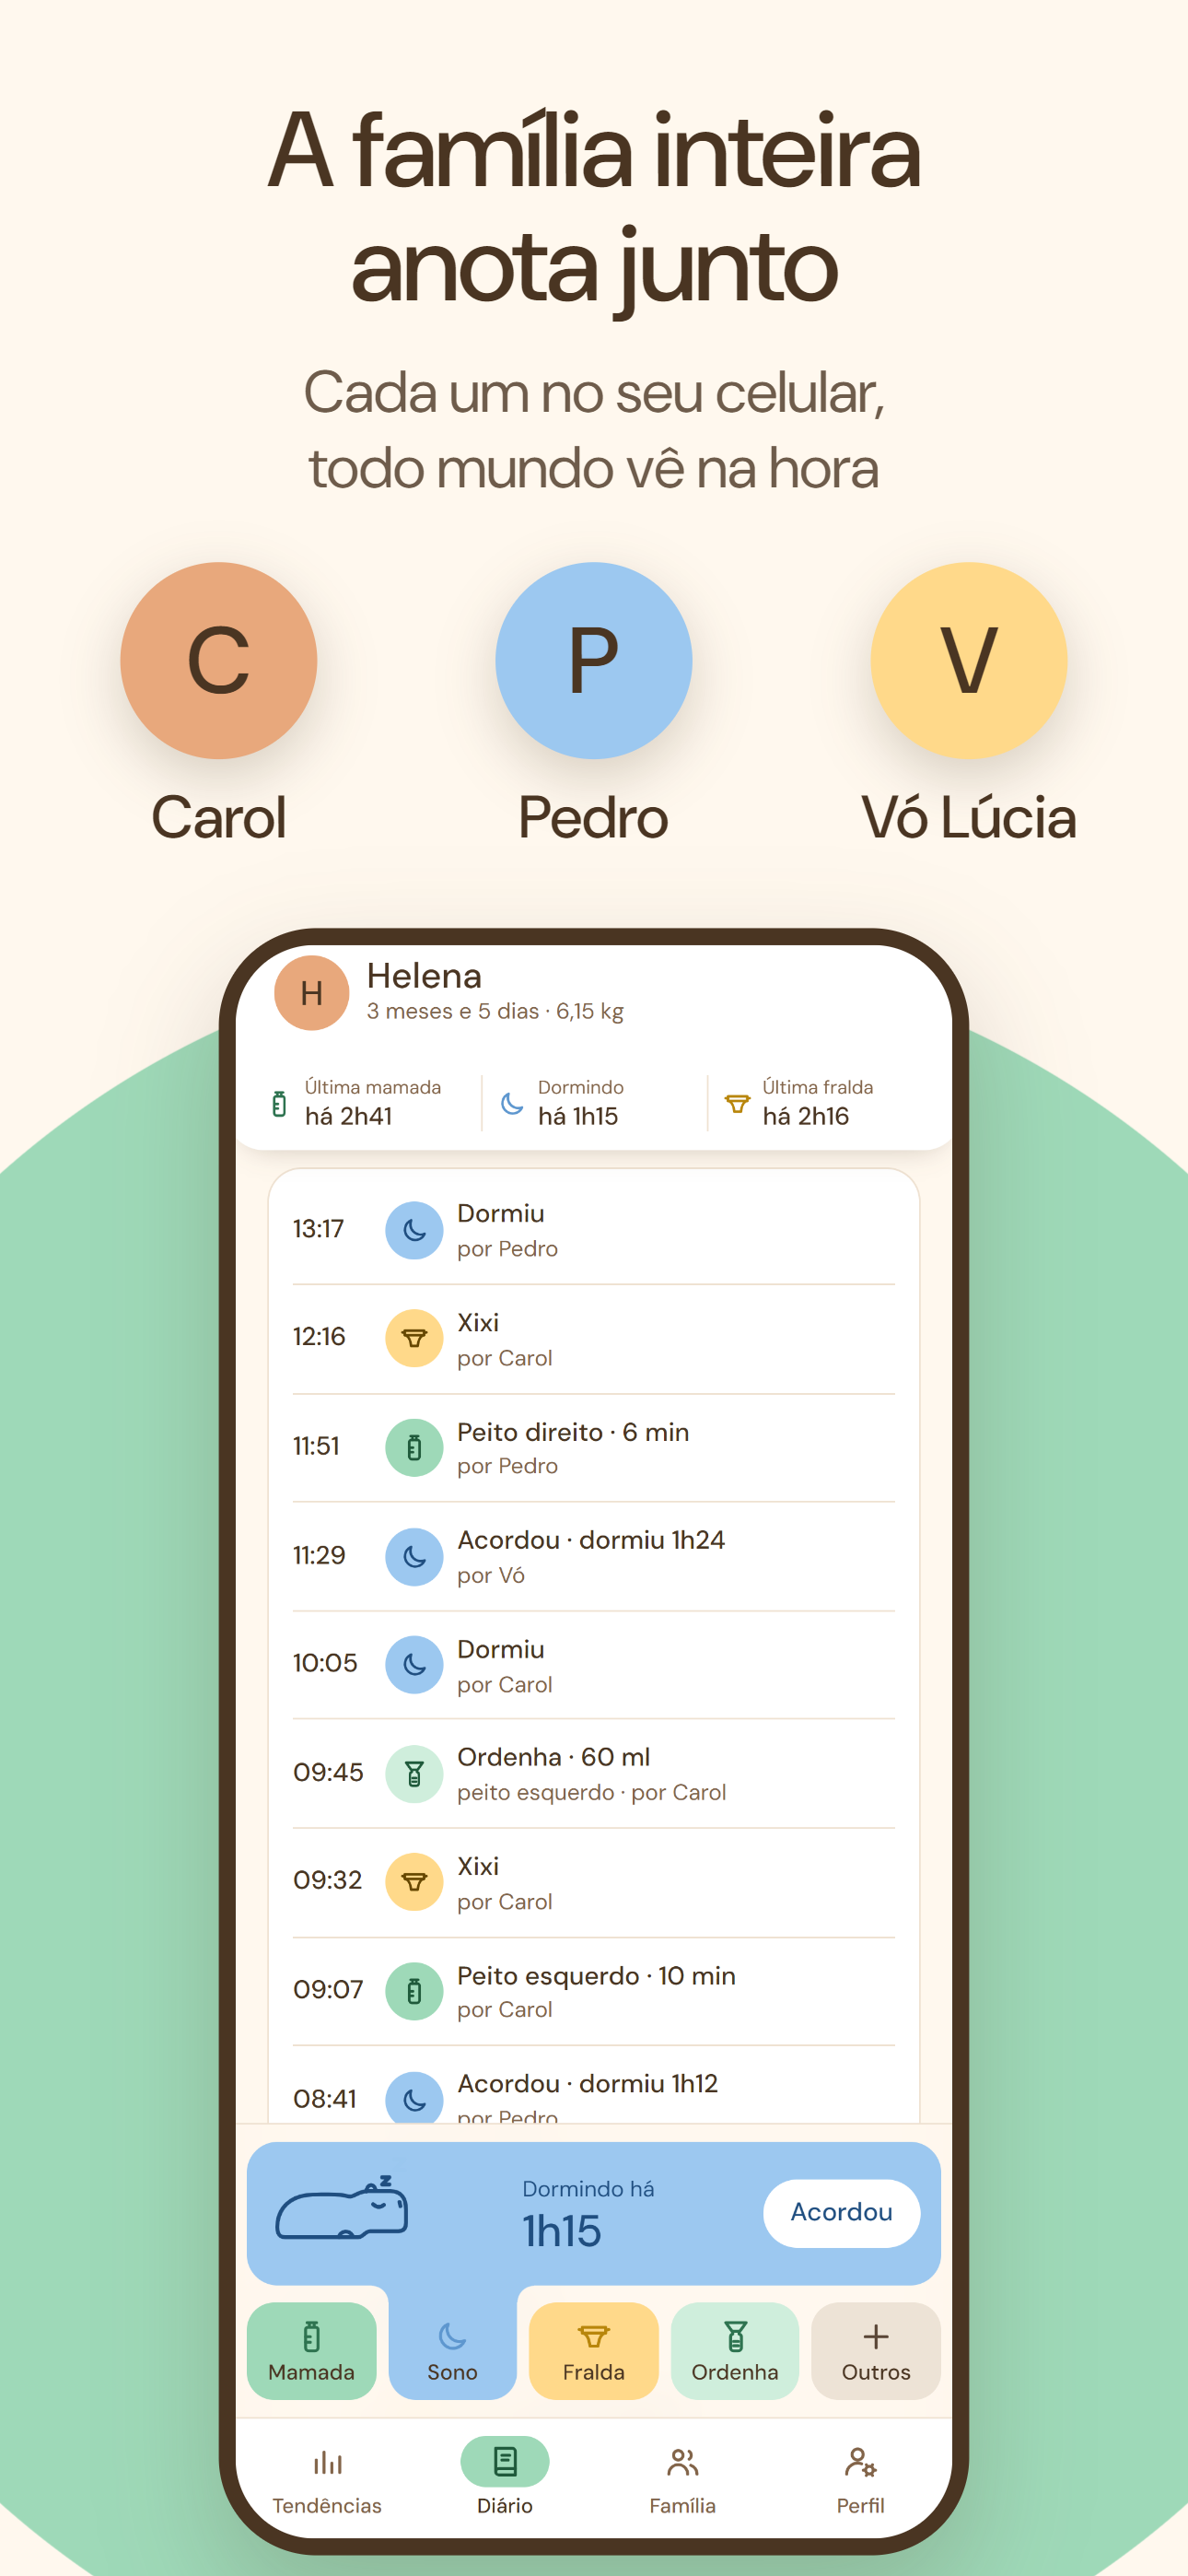 A família inteira
anota junto
Cada um no seu celular,
todo mundo vê na hora
C
P
V
Carol
Pedro
Vó Lúcia
H
Helena
3 meses e 5 dias · 6,15 kg
Última mamada
há 2h41
Dormindo
há 1h15
Última fralda
há 2h16
13:17
Dormiu
por Pedro
12:16
Xixi
por Carol
11:51
Peito direito · 6 min
por Pedro
11:29
Acordou · dormiu 1h24
por Vó
10:05
Dormiu
por Carol
09:45
Ordenha · 60 ml
peito esquerdo · por Carol
09:32
Xixi
por Carol
09:07
Peito esquerdo · 10 min
por Carol
08:41
Acordou · dormiu 1h12
por Pedro
z
Dormindo há
1h15
Acordou
Mamada
Sono
Fralda
Ordenha
Outros
Tendências
Diário
Família
Perfil